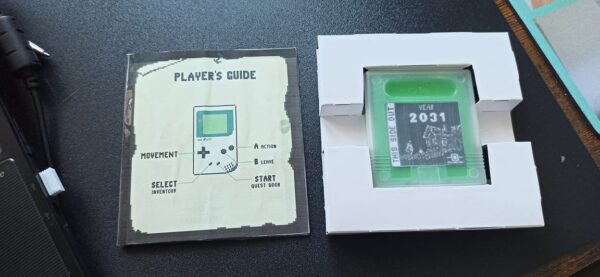 PLAYER'S GUIDE
MOVEMENT
A ACTION
B LEAVE
SELECT
INVENTORY
START
QUEST BOOK
YEAR
2031
THIS SIDE OUT